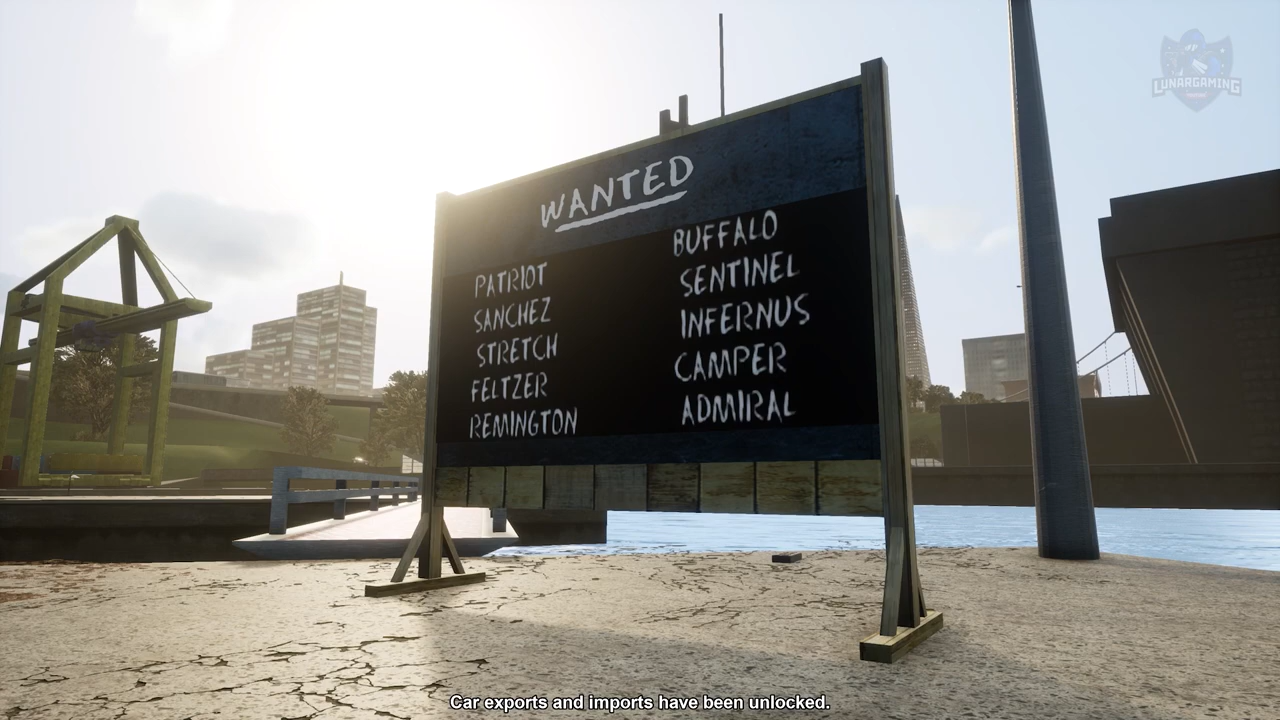 LUNARGAMING
WANTED
PATRIOT
SANCHEZ
STRETCH
FELTZER
REMINGTON
BUFFALO
SENTINEL
INFERNUS
CAMPER
ADMIRAL
Car exports and imports have been unlocked.